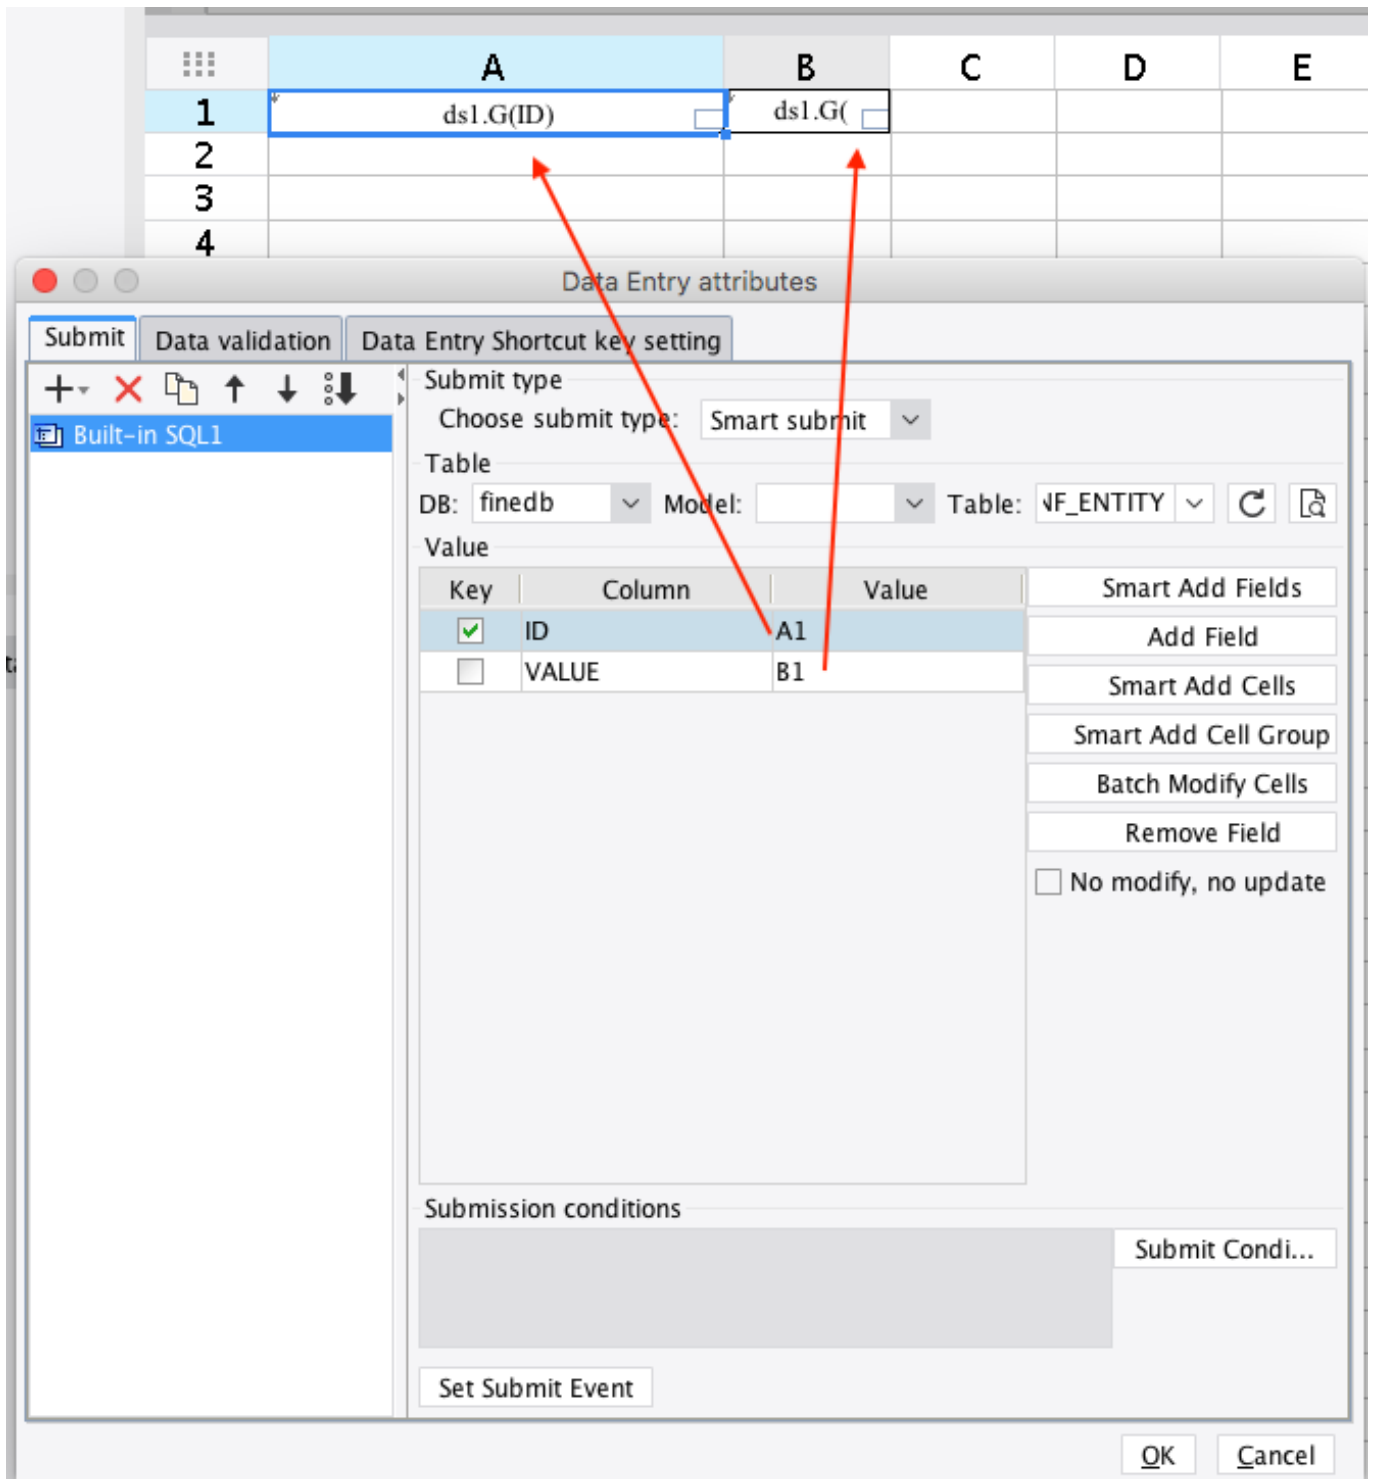 A B C D E
1 ds1.G(ID) ds1.G(
2
3
4
Data Entry attributes
Submit Data validation Data Entry Shortcut key setting
Submit type
Built-in SQL1
Choose submit type: Smart submit
Table
DB: finedb Model: Table: NF_ENTITY
Value
Key Column Value Smart Add Fields
ID A1 Add Field
VALUE B1 Smart Add Cells
Smart Add Cell Group
Batch Modify Cells
Remove Field
No modify, no update
Submission conditions
Submit Condi...
Set Submit Event
OK Cancel